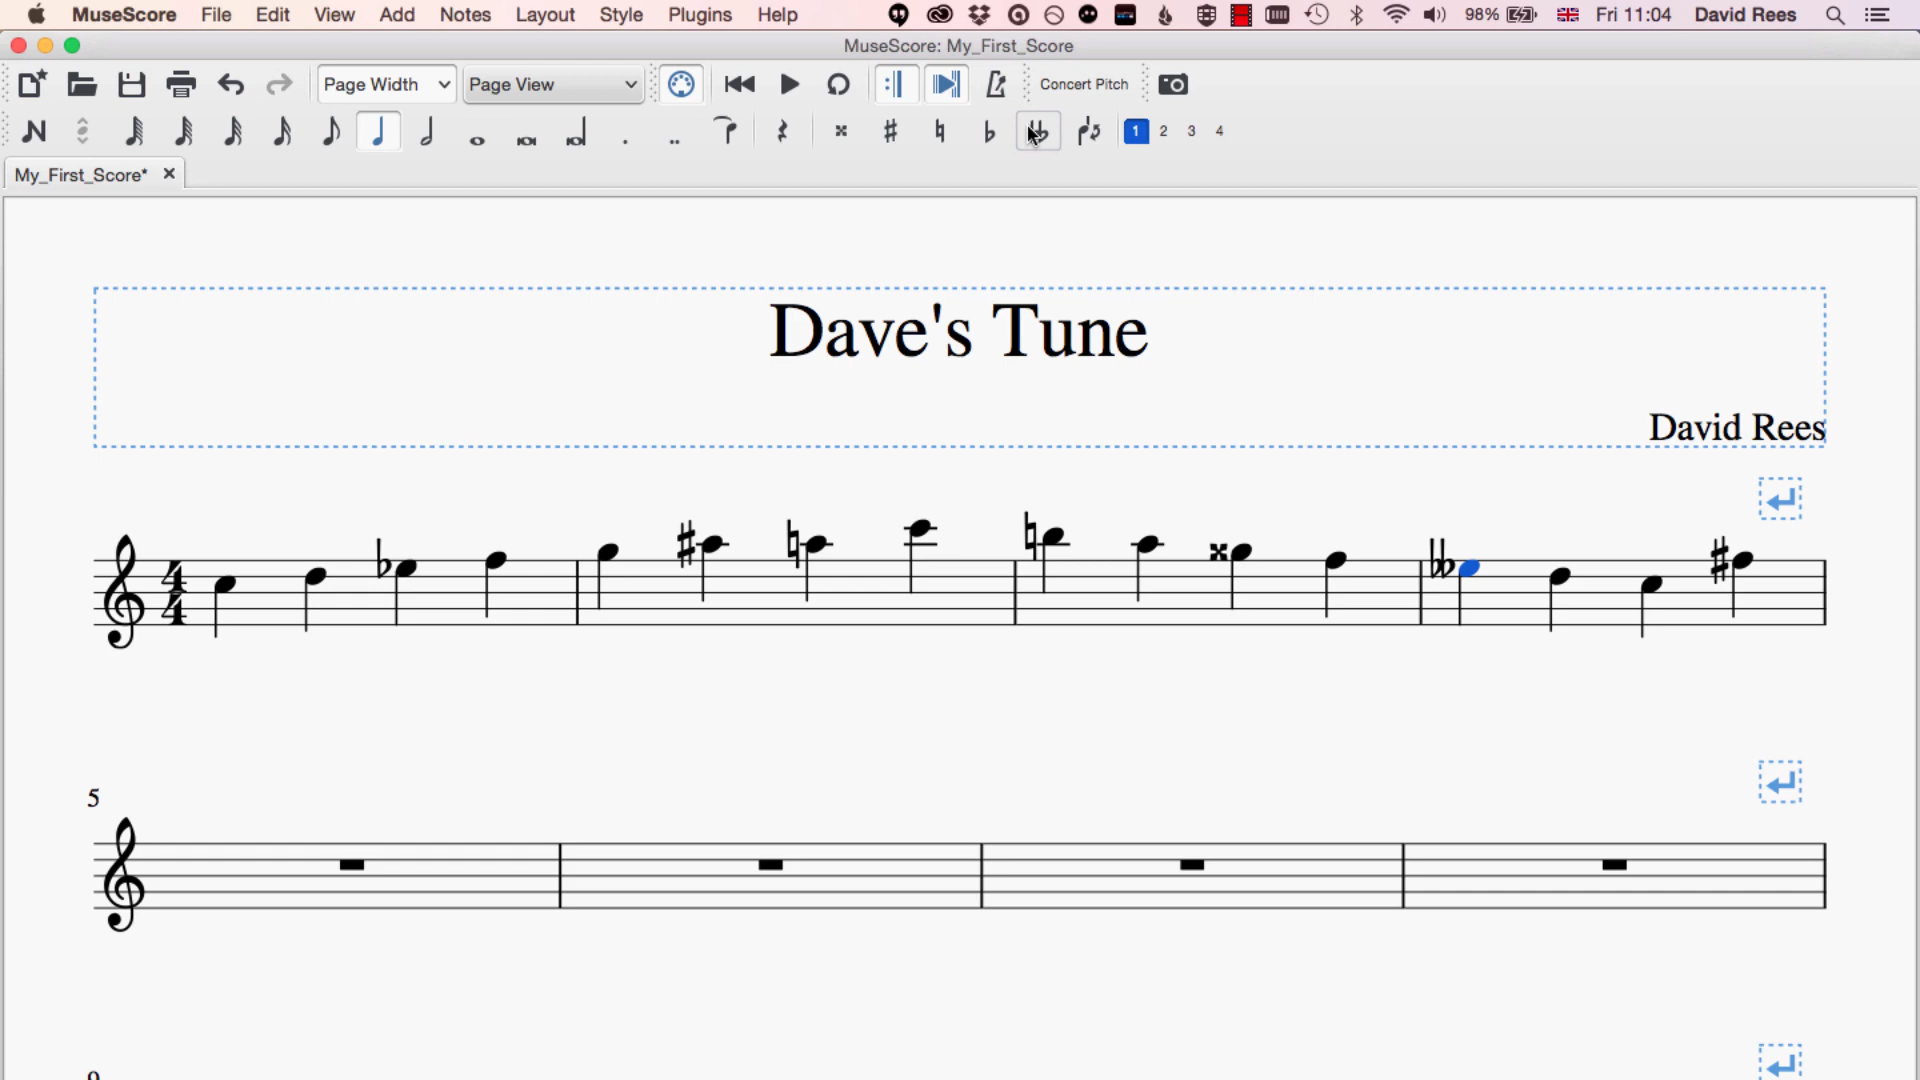 MuseScore File Edit View Add Notes Layout Style Plugins Help 98% Fri 11:04 David Rees
MuseScore: My_First_Score
Page Width Page View Concert Pitch
1 2 3 4
My_First_Score*
Dave's Tune
David Rees
4
4
5
9